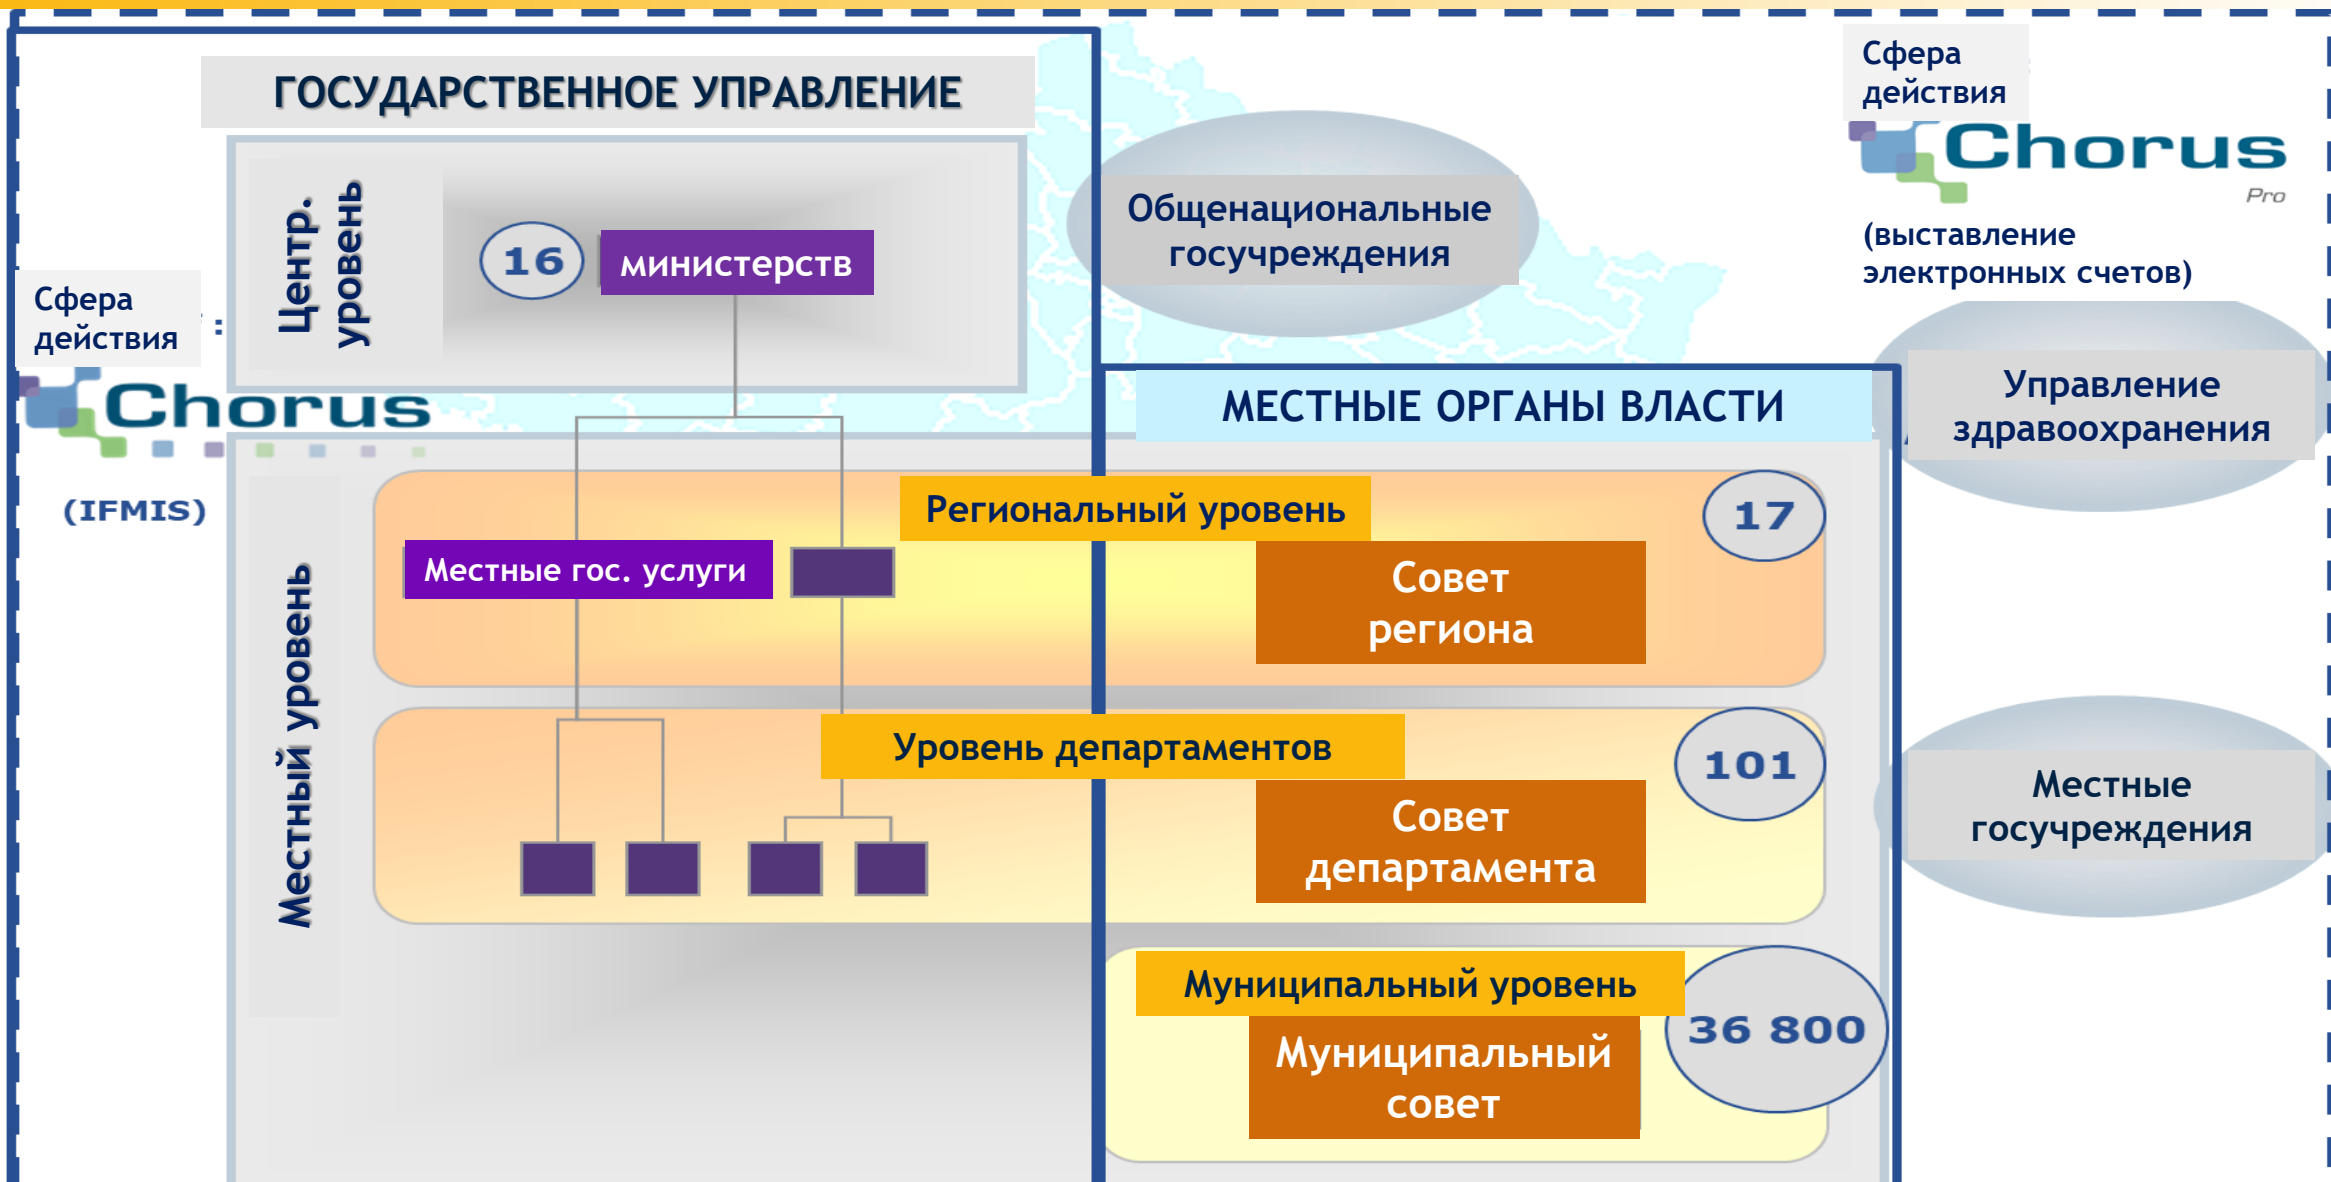 ГОСУДАРСТВЕННОЕ УПРАВЛЕНИЕ
Центр.
уровень
16
министерств
Сфера
действия
:
Chorus
(IFMIS)
Общенациональные
госучреждения
Сфера
действия
Chorus
Pro
(выставление
электронных счетов)
Управление
здравоохранения
МЕСТНЫЕ ОРГАНЫ ВЛАСТИ
Местный уровень
Региональный уровень
17
Местные гос. услуги
Совет
региона
Уровень департаментов
101
Совет
департамента
Местные
госучреждения
Муниципальный уровень
36 800
Муниципальный
совет